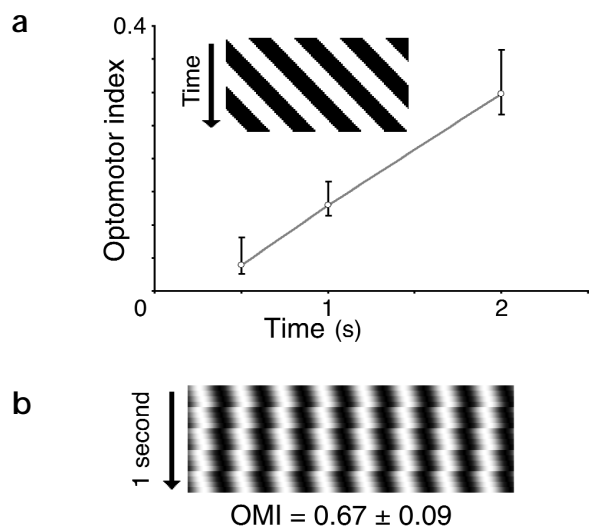 a
0.4
Optomotor index
Time
0
1
2
Time (s)
b
1 second
OMI = 0.67 ± 0.09